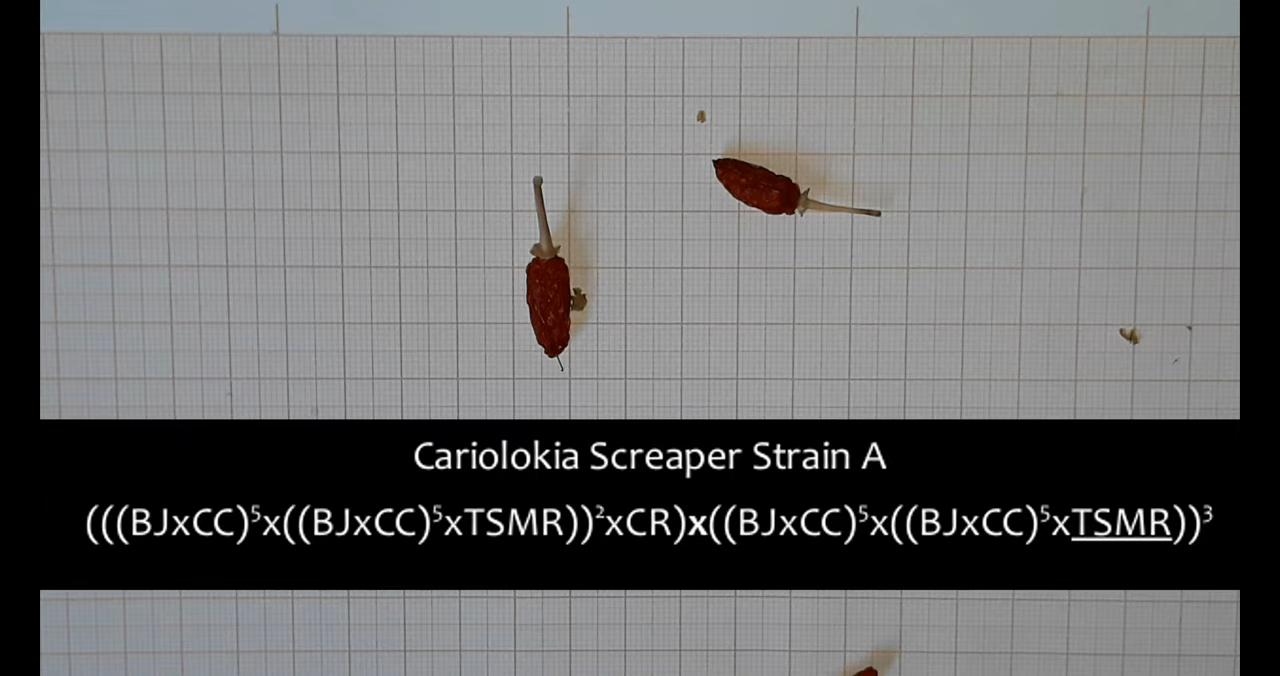 Cariolokia Screaper Strain A
(((BJxCC)⁵x((BJxCC)⁵xTSMR))²xCR)x((BJxCC)⁵x((BJxCC)⁵xTSMR))³